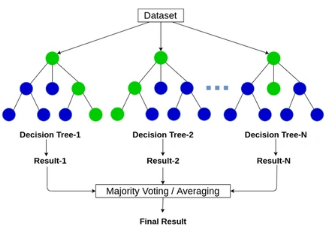 Dataset
Decision Tree-1 Decision Tree-2 Decision Tree-N
Result-1 Result-2 Result-N
Majority Voting / Averaging
Final Result